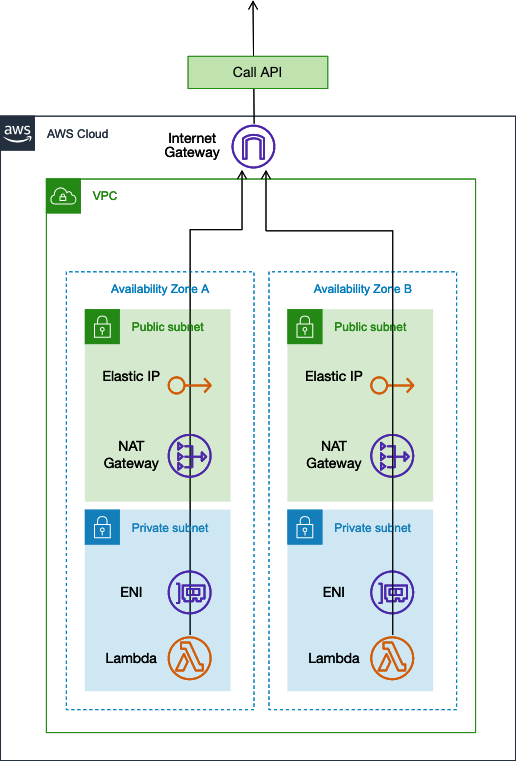 Call API
aws
AWS Cloud
Internet
Gateway
VPC
Availability Zone A
Availability Zone B
Public subnet
Public subnet
Elastic IP
Elastic IP
NAT
Gateway
NAT
Gateway
Private subnet
Private subnet
ENI
ENI
Lambda
Lambda